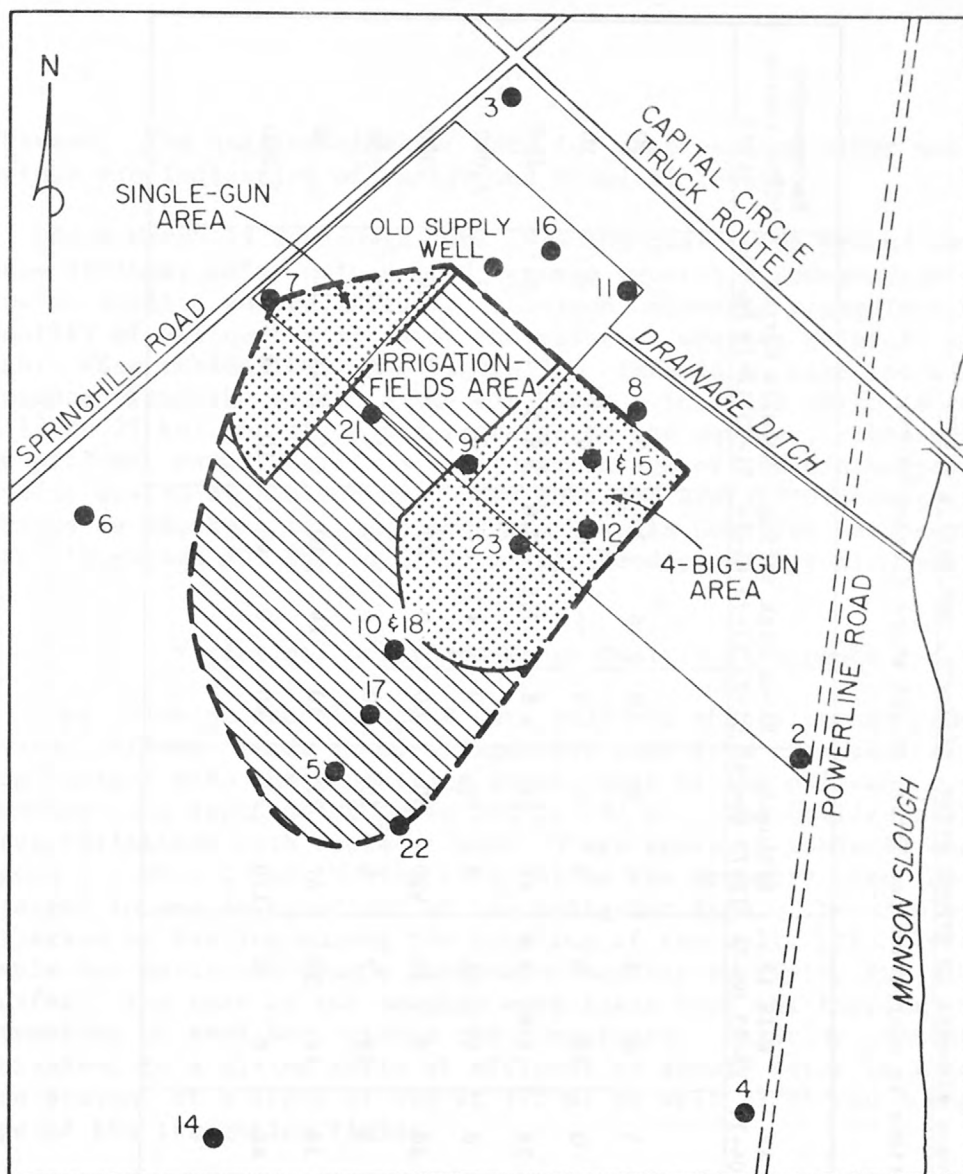 N
3
CAPITAL CIRCLE
(TRUCK ROUTE)
SINGLE-GUN
AREA
OLD SUPPLY
WELL
16
7
11
SPRINGHILL ROAD
DRAINAGE DITCH
IRRIGATION-
FIELDS AREA
21
8
9
1 & 15
6
23
12
4-BIG-GUN
AREA
10 & 18
17
5
2
22
POWERLINE ROAD
MUNSON SLOUGH
4
14